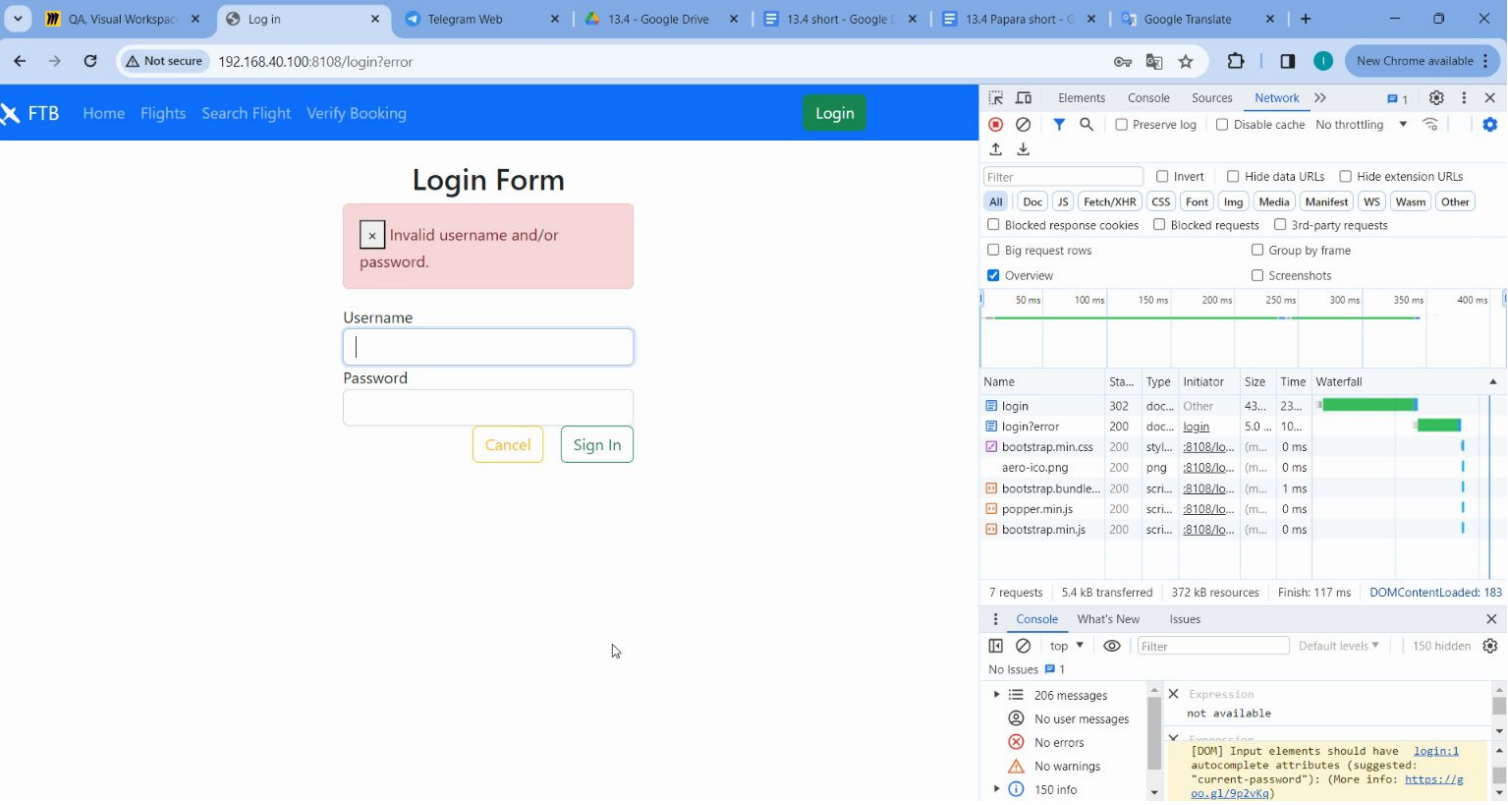 QA, Visual Workspac
Log in
Telegram Web
13.4 - Google Drive
13.4 short - Google D
13.4 Papara short - G
Google Translate
Not secure 192.168.40.100:8108/login?error
New Chrome available
FTB Home Flights Search Flight Verify Booking Login
Login Form
× Invalid username and/or
password.
Username
Password
Cancel Sign In
Elements Console Sources Network 1
Preserve log Disable cache No throttling
Filter Invert Hide data URLs Hide extension URLs
All Doc JS Fetch/XHR CSS Font Img Media Manifest WS Wasm Other
Blocked response cookies Blocked requests 3rd-party requests
Big request rows Group by frame
Overview Screenshots
50 ms 100 ms 150 ms 200 ms 250 ms 300 ms 350 ms 400 ms
Name Sta... Type Initiator Size Time Waterfall
login 302 doc... Other 43... 23...
login?error 200 doc... login 5.0 ... 10...
bootstrap.min.css 200 styl... :8108/lo... (m... 0 ms
aero-ico.png 200 png :8108/lo... (m... 0 ms
bootstrap.bundle... 200 scri... :8108/lo... (m... 1 ms
popper.min.js 200 scri... :8108/lo... (m... 0 ms
bootstrap.min.js 200 scri... :8108/lo... (m... 0 ms
7 requests 5.4 kB transferred 372 kB resources Finish: 117 ms DOMContentLoaded: 183
Console What's New Issues
top Filter Default levels 150 hidden
No Issues 1
206 messages
No user messages
No errors
No warnings
150 info
Expression
not available
Expression
[DOM] Input elements should have login:1
autocomplete attributes (suggested:
"current-password"): (More info: https://g
oo.gl/9p2vKq)